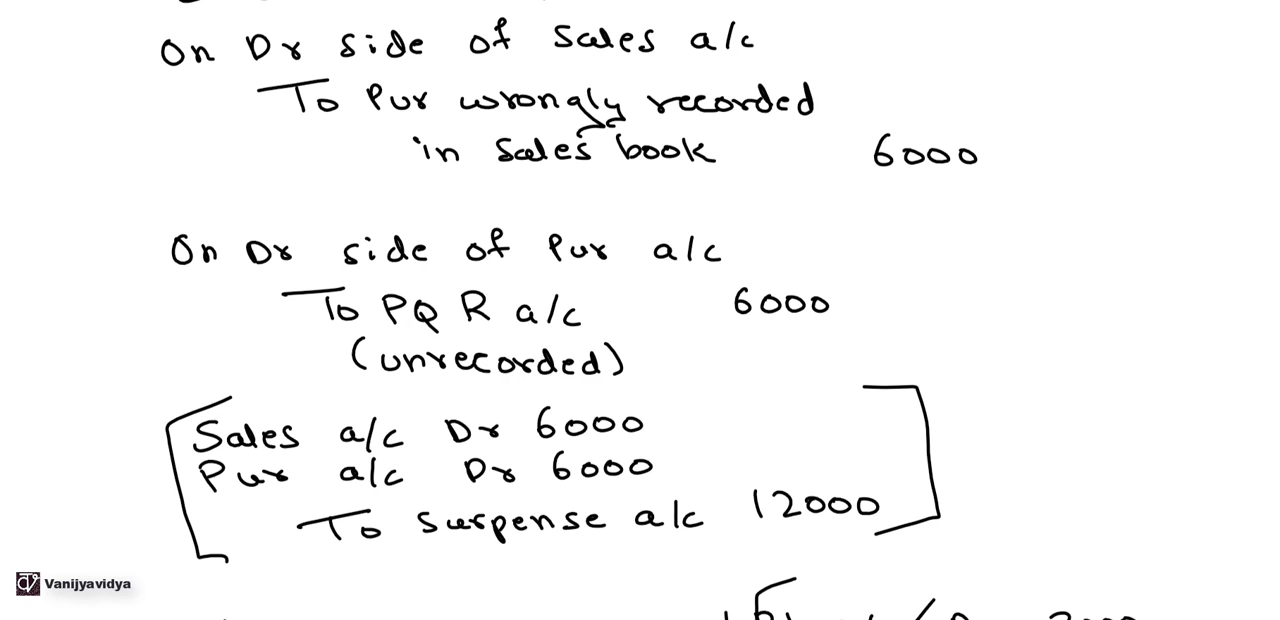 On Dr side of Sales a/c
To Pur wrongly recorded
in Sales book 6000
On Dr side of Pur a/c
To PQR a/c 6000
(unrecorded)
Sales a/c Dr 6000
Pur a/c Dr 6000
To suspense a/c 12000
Vanijyavidya